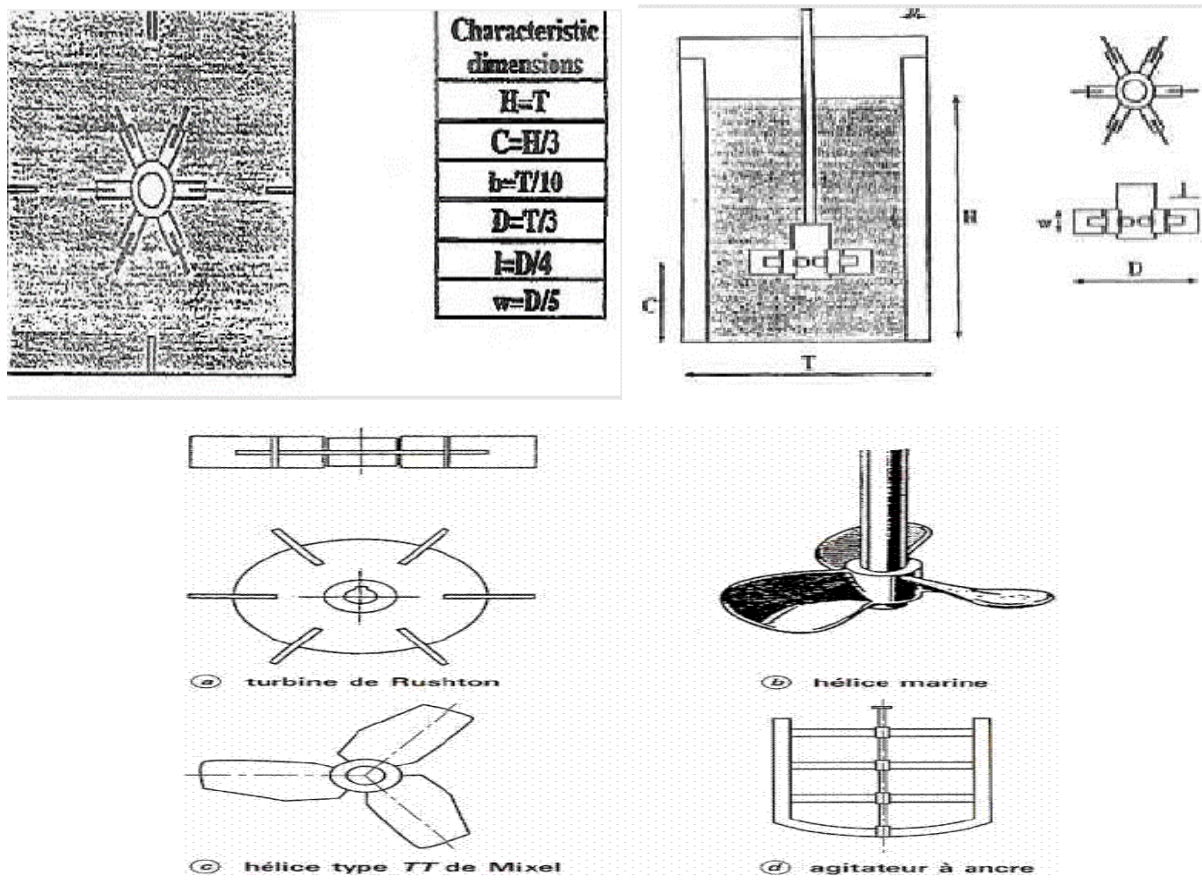 Characteristic
dimensions
H=T
C=H/3
b=T/10
D=T/3
l=D/4
w=D/5
H
l
w
D
C
T
a turbine de Rushton
b hélice marine
c hélice type TT de Mixel
d agitateur à ancre